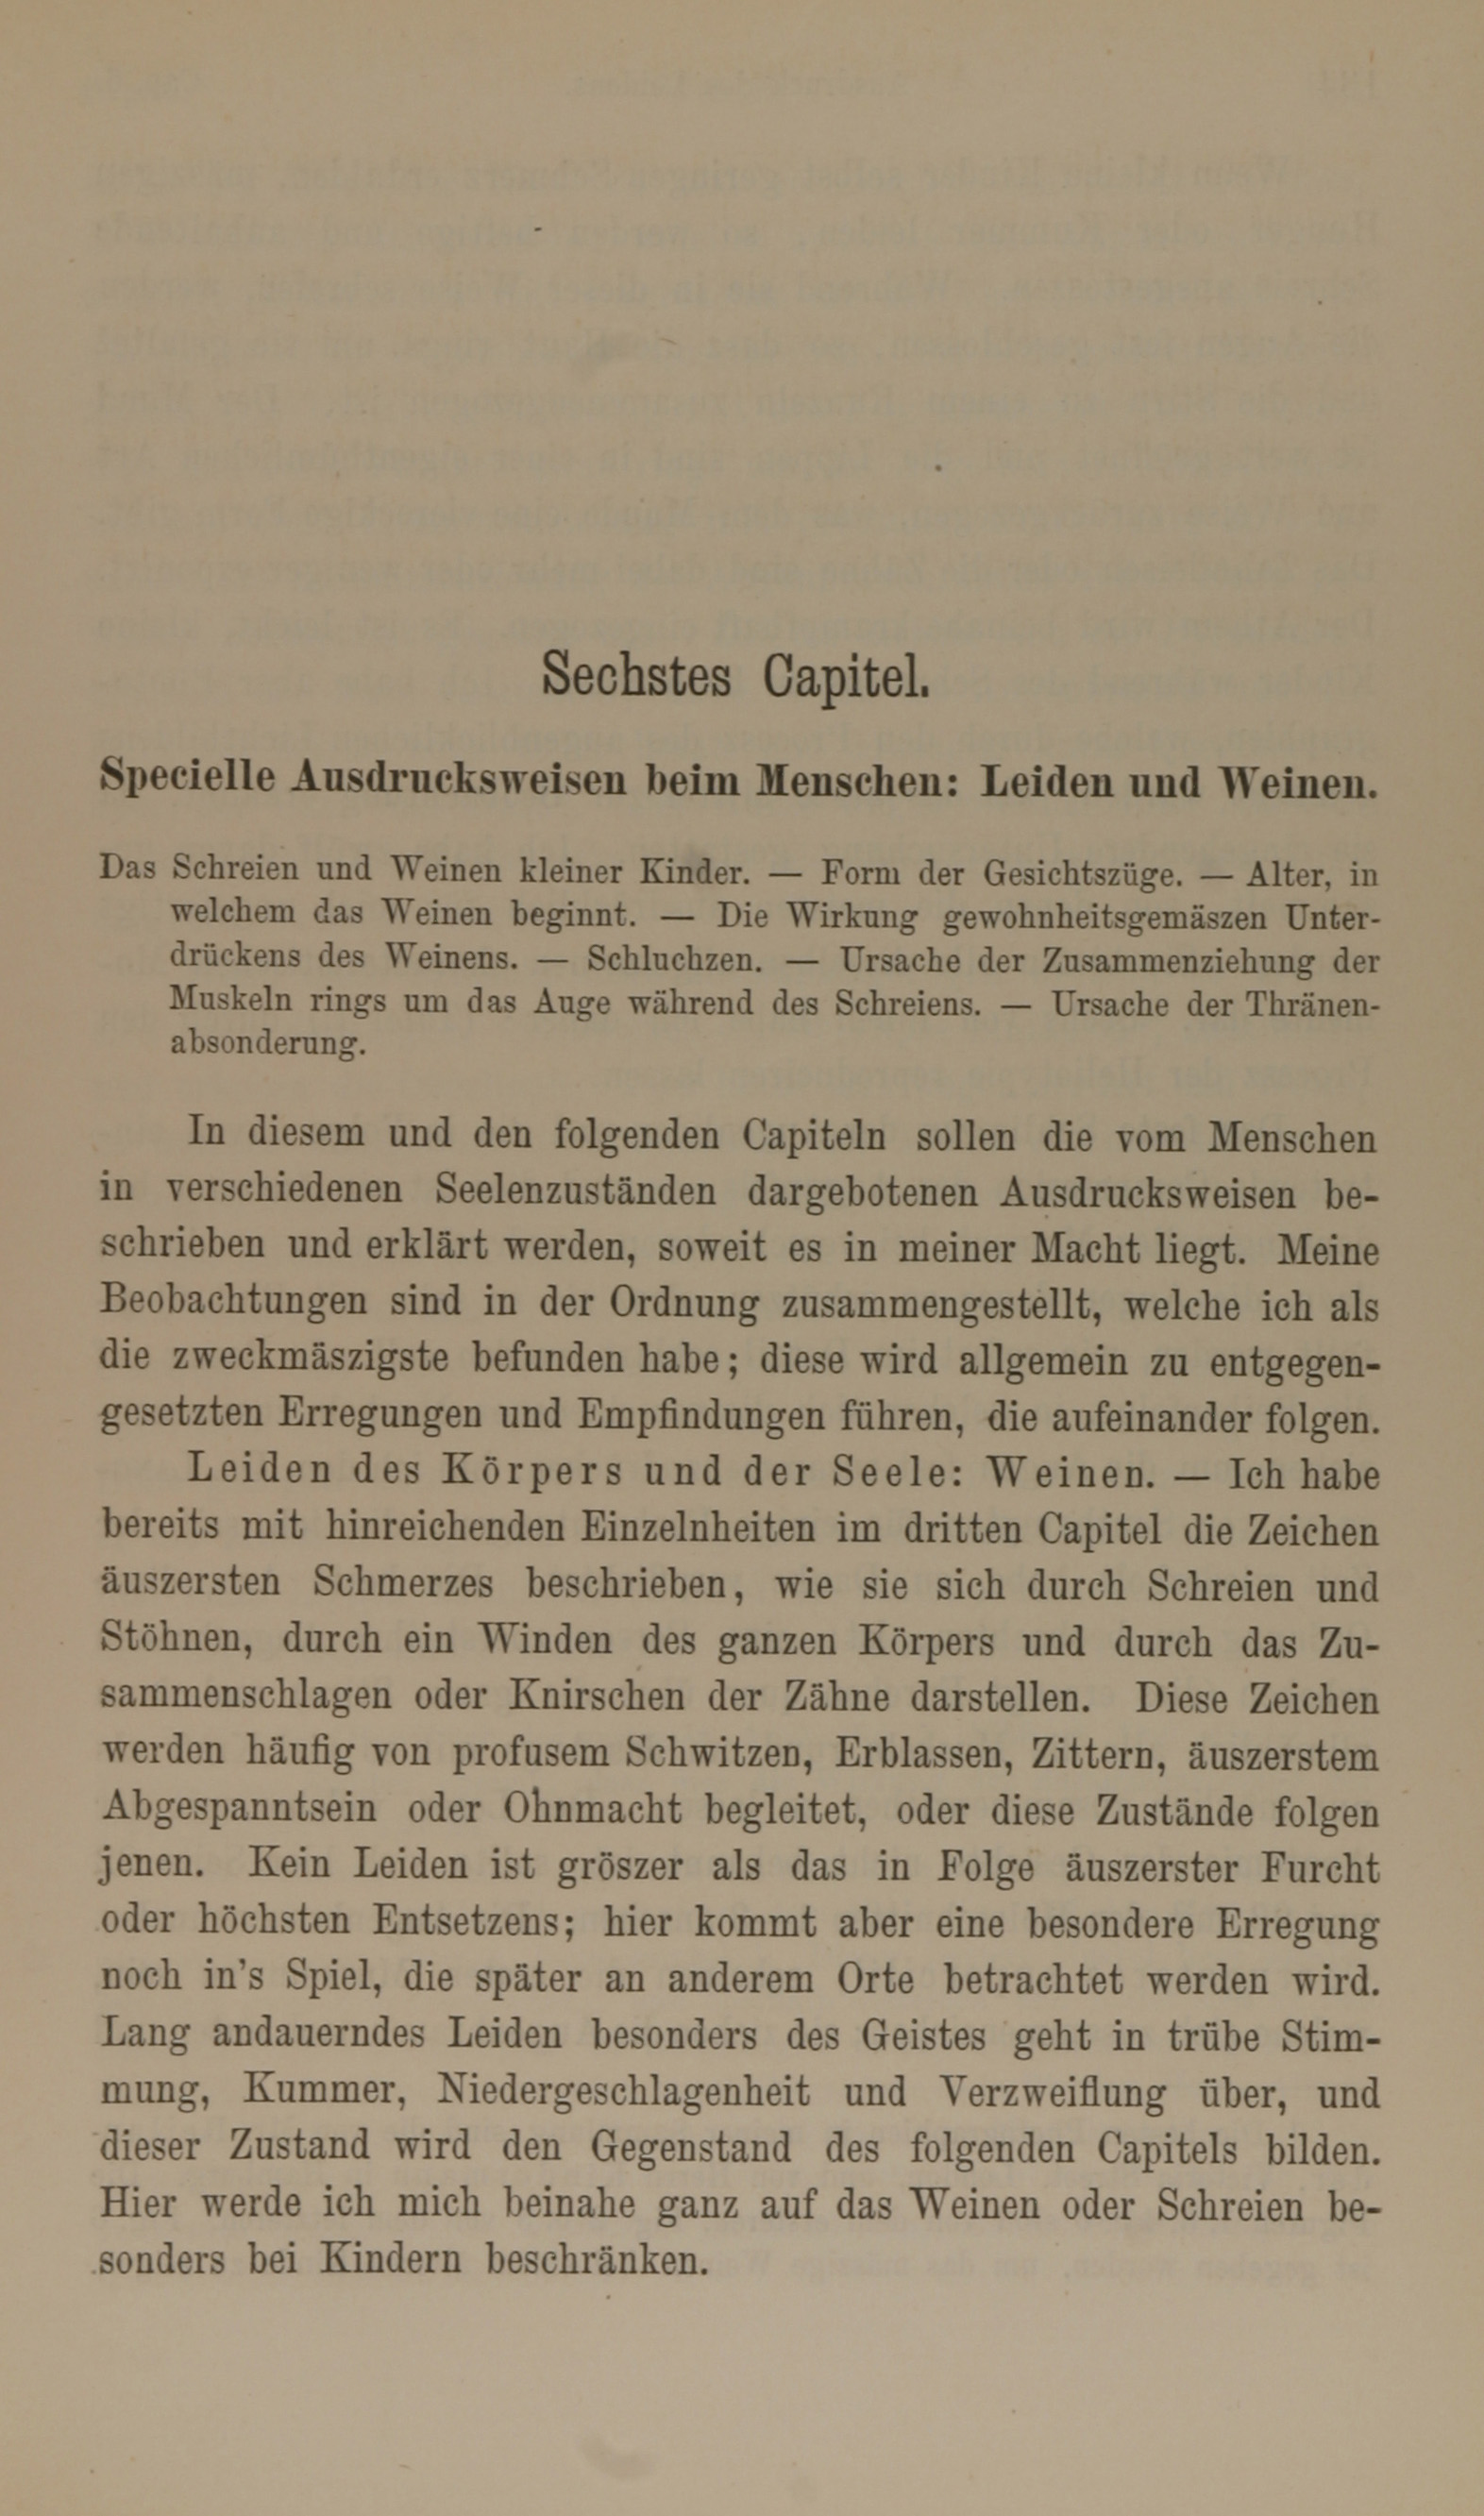 Sechstes Capitel.
Specielle Ausdrucksweisen beim Menschen: Leiden und Weinen.
Das Schreien und Weinen kleiner Kinder. — Form der Gesichtszüge. — Alter, in
welchem das Weinen beginnt. — Die Wirkung gewohnheitsgemäszen Unter-
drückens des Weinens. — Schluchzen. — Ursache der Zusammenziehung der
Muskeln rings um das Auge während des Schreiens. — Ursache der Thränen-
absonderung.
In diesem und den folgenden Capiteln sollen die vom Menschen
in verschiedenen Seelenzuständen dargebotenen Ausdrucksweisen be-
schrieben und erklärt werden, soweit es in meiner Macht liegt. Meine
Beobachtungen sind in der Ordnung zusammengestellt, welche ich als
die zweckmäszigste befunden habe; diese wird allgemein zu entgegen-
gesetzten Erregungen und Empfindungen führen, die aufeinander folgen.
Leiden des Körpers und der Seele: Weinen. — Ich habe
bereits mit hinreichenden Einzelnheiten im dritten Capitel die Zeichen
äuszersten Schmerzes beschrieben, wie sie sich durch Schreien und
Stöhnen, durch ein Winden des ganzen Körpers und durch das Zu-
sammenschlagen oder Knirschen der Zähne darstellen. Diese Zeichen
werden häufig von profusem Schwitzen, Erblassen, Zittern, äuszerstem
Abgespanntsein oder Ohnmacht begleitet, oder diese Zustände folgen
jenen. Kein Leiden ist gröszer als das in Folge äuszerster Furcht
oder höchsten Entsetzens; hier kommt aber eine besondere Erregung
noch in's Spiel, die später an anderem Orte betrachtet werden wird.
Lang andauerndes Leiden besonders des Geistes geht in trübe Stim-
mung, Kummer, Niedergeschlagenheit und Verzweiflung über, und
dieser Zustand wird den Gegenstand des folgenden Capitels bilden.
Hier werde ich mich beinahe ganz auf das Weinen oder Schreien be-
sonders bei Kindern beschränken.